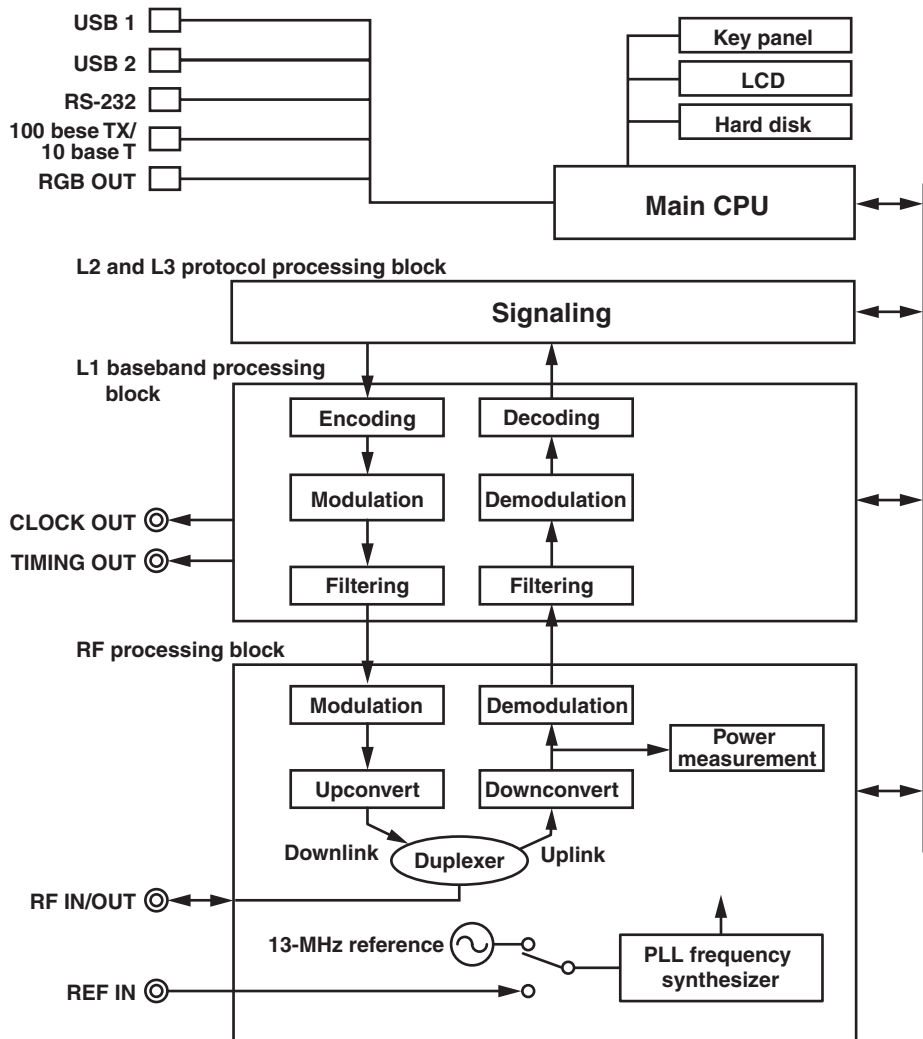 USB 1
USB 2
RS-232
100 bese TX/
10 base T
RGB OUT
Key panel
LCD
Hard disk
Main CPU
L2 and L3 protocol processing block
Signaling
L1 baseband processing
block
Encoding
Decoding
Modulation
Demodulation
CLOCK OUT
TIMING OUT
Filtering
Filtering
RF processing block
Modulation
Demodulation
Power
measurement
Upconvert
Downconvert
Downlink
Duplexer
Uplink
RF IN/OUT
13-MHz reference
PLL frequency
synthesizer
REF IN